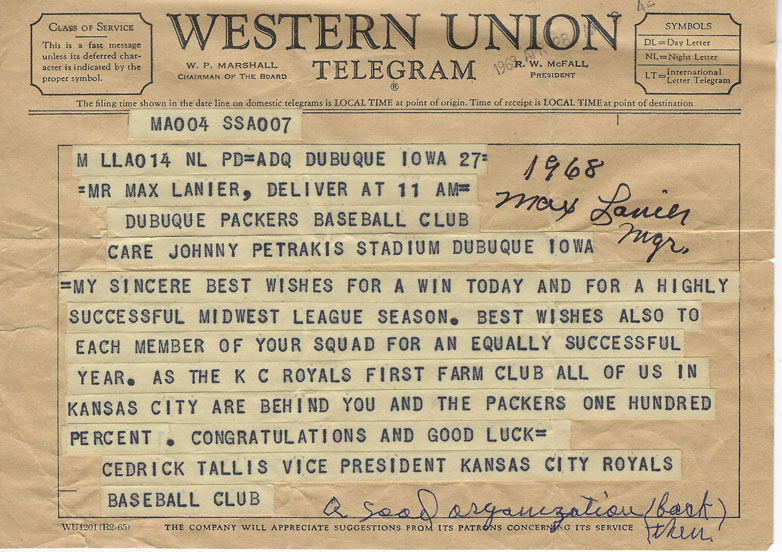 CLASS OF SERVICE
This is a fast message
unless its deferred char-
acter is indicated by the
proper symbol.
WESTERN UNION
TELEGRAM
®
W. P. MARSHALL
CHAIRMAN OF THE BOARD
R. W. McFALL
PRESIDENT
SYMBOLS
DL=Day Letter
NL=Night Letter
LT=International
Letter Telegram
The filing time shown in the date line on domestic telegrams is LOCAL TIME at point of origin. Time of receipt is LOCAL TIME at point of destination
MA004 SSA007
M LLA014 NL PD=ADQ DUBUQUE IOWA 27=
=MR MAX LANIER, DELIVER AT 11 AM=
DUBUQUE PACKERS BASEBALL CLUB
CARE JOHNNY PETRAKIS STADIUM DUBUQUE IOWA
1968
Max Lanier
Mgr.
=MY SINCERE BEST WISHES FOR A WIN TODAY AND FOR A HIGHLY
SUCCESSFUL MIDWEST LEAGUE SEASON. BEST WISHES ALSO TO
EACH MEMBER OF YOUR SQUAD FOR AN EQUALLY SUCCESSFUL
YEAR. AS THE K C ROYALS FIRST FARM CLUB ALL OF US IN
KANSAS CITY ARE BEHIND YOU AND THE PACKERS ONE HUNDRED
PERCENT . CONGRATULATIONS AND GOOD LUCK=
CEDRICK TALLIS VICE PRESIDENT KANSAS CITY ROYALS
BASEBALL CLUB
A good organization (back
then.
WU1201 (R2-65)
THE COMPANY WILL APPRECIATE SUGGESTIONS FROM ITS PATRONS CONCERNING ITS SERVICE